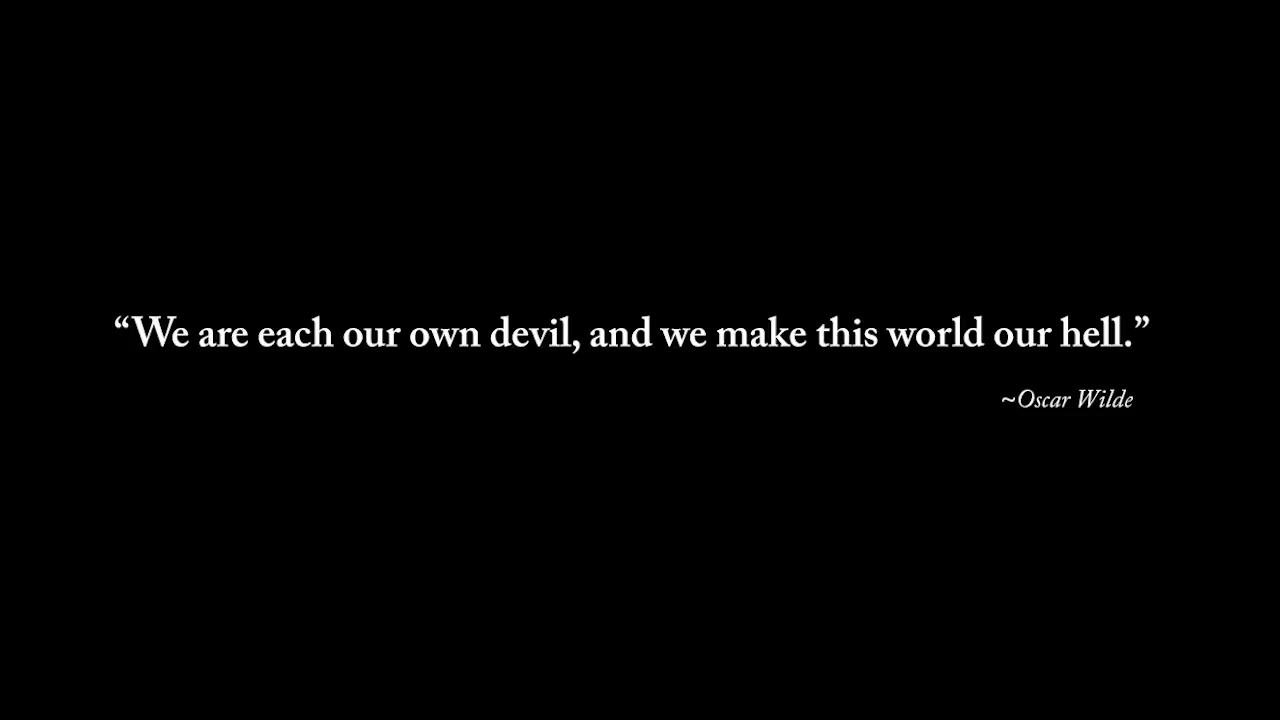 “We are each our own devil, and we make this world our hell.”
~Oscar Wilde